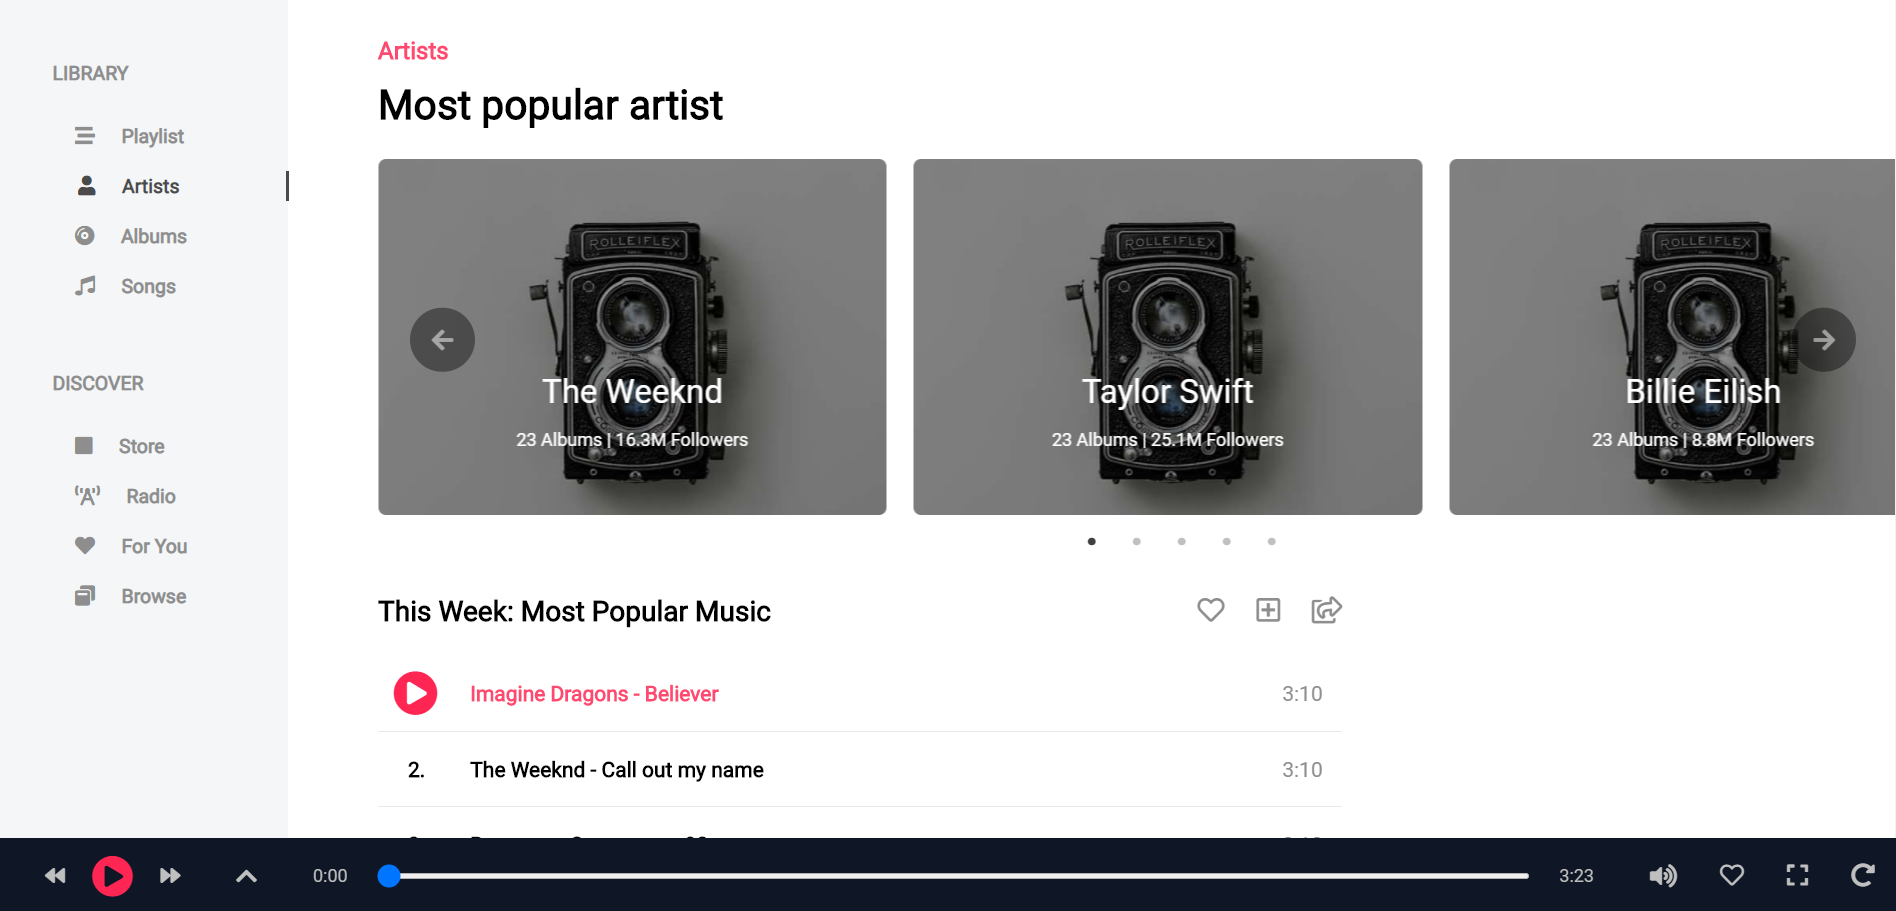 LIBRARY
Playlist
Artists
Albums
Songs
DISCOVER
Store
Radio
For You
Browse
Artists
Most popular artist
ROLLEIFLEX
The Weeknd
23 Albums | 16.3M Followers
ROLLEIFLEX
Taylor Swift
23 Albums | 25.1M Followers
ROLLEIFLEX
Billie Eilish
23 Albums | 8.8M Followers
This Week: Most Popular Music
Imagine Dragons - Believer 3:10
2. The Weeknd - Call out my name 3:10
0:00 3:23